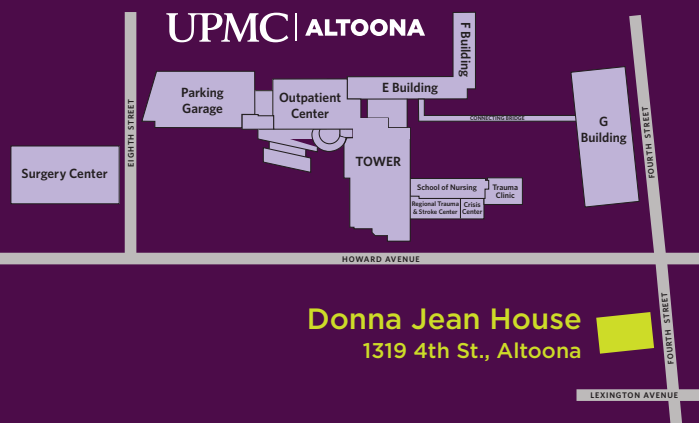 UPMC | ALTOONA
F Building
E Building
Parking
Garage
Outpatient
Center
CONNECTING BRIDGE
G
Building
EIGHTH STREET
FOURTH STREET
Surgery Center
TOWER
School of Nursing
Trauma
Clinic
Regional Trauma
& Stroke Center
Crisis
Center
HOWARD AVENUE
Donna Jean House
1319 4th St., Altoona
FOURTH STREET
LEXINGTON AVENUE